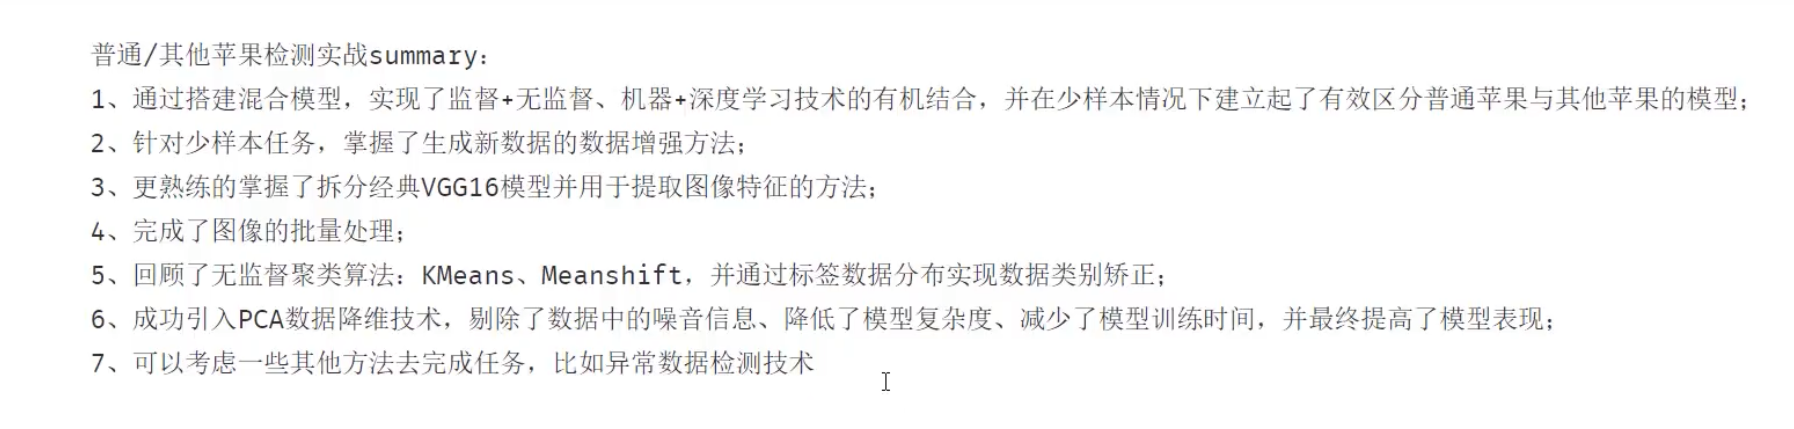 普通/其他苹果检测实战summary：
1、通过搭建混合模型，实现了监督+无监督、机器+深度学习技术的有机结合，并在少样本情况下建立起了有效区分普通苹果与其他苹果的模型；
2、针对少样本任务，掌握了生成新数据的数据增强方法；
3、更熟练的掌握了拆分经典VGG16模型并用于提取图像特征的方法；
4、完成了图像的批量处理；
5、回顾了无监督聚类算法：KMeans、Meanshift，并通过标签数据分布实现数据类别矫正；
6、成功引入PCA数据降维技术，剔除了数据中的噪音信息、降低了模型复杂度、减少了模型训练时间，并最终提高了模型表现；
7、可以考虑一些其他方法去完成任务，比如异常数据检测技术